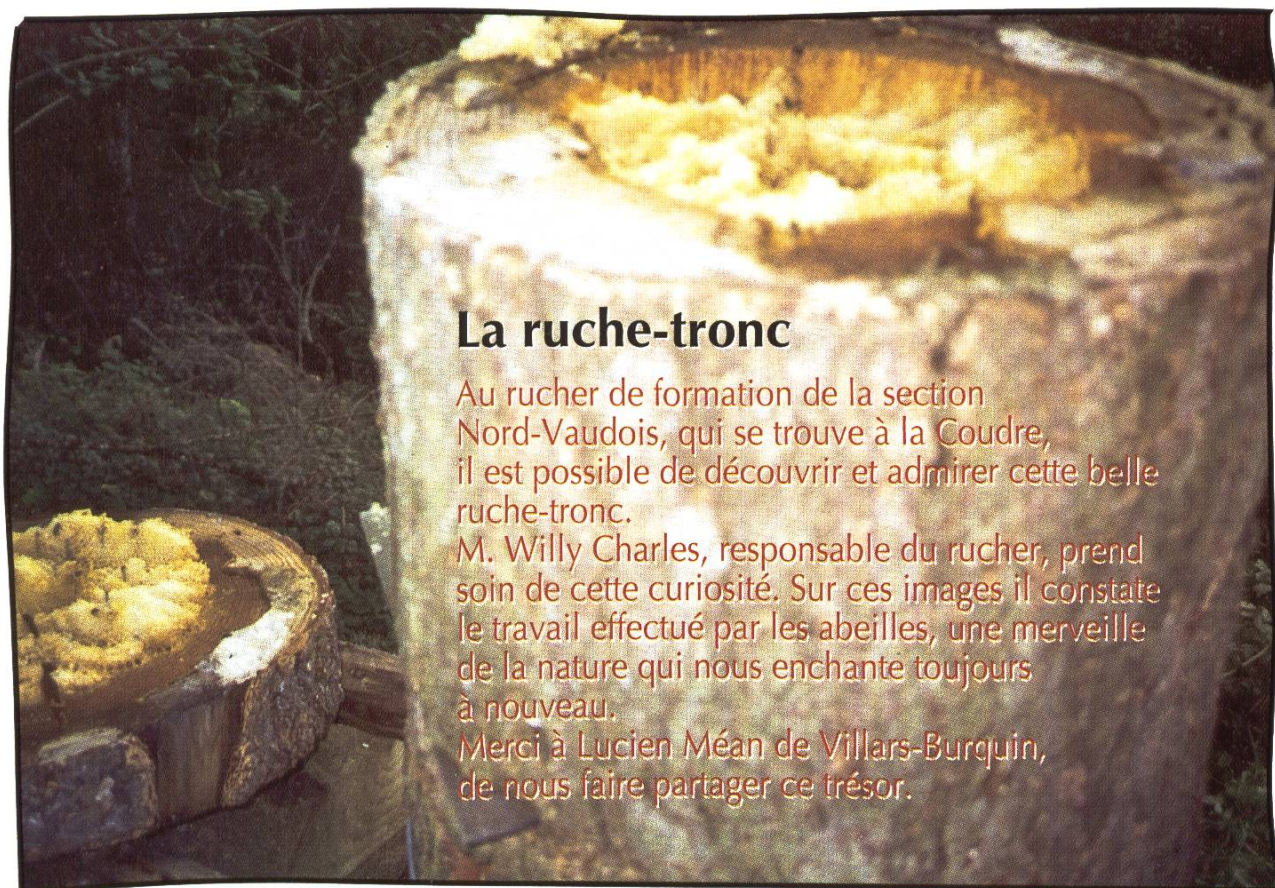 La ruche-tronc
Au rucher de formation de la section
Nord-Vaudois, qui se trouve à la Coudre,
il est possible de découvrir et admirer cette belle
ruche-tronc.
M. Willy Charles, responsable du rucher, prend
soin de cette curiosité. Sur ces images il constate
le travail effectué par les abeilles, une merveille
de la nature qui nous enchante toujours
à nouveau.
Merci à Lucien Méan de Villars-Burquin,
de nous faire partager ce trésor.